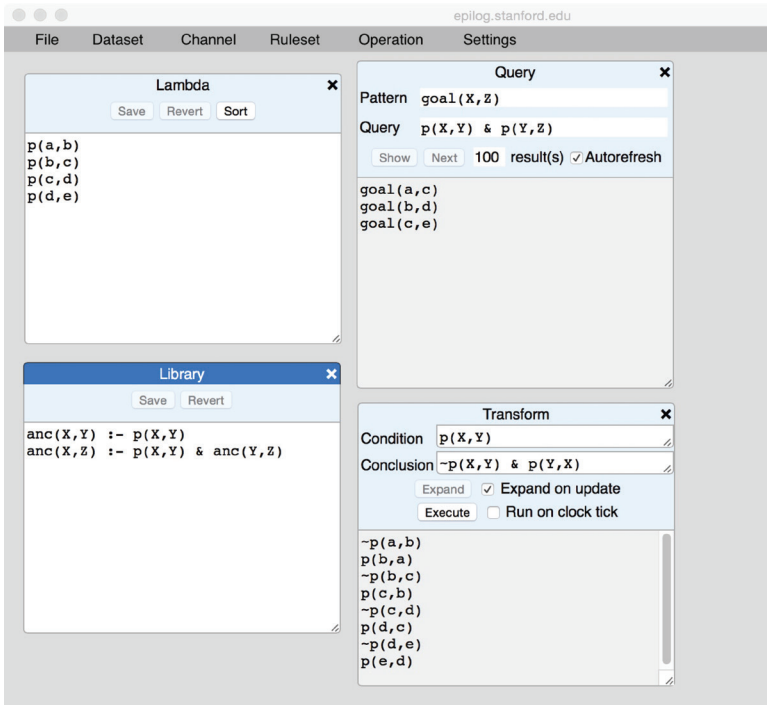 epilog.stanford.edu
File Dataset Channel Ruleset Operation Settings
Lambda ×
Save Revert Sort
p(a,b)
p(b,c)
p(c,d)
p(d,e)
Query ×
Pattern goal(X,Z)
Query p(X,Y) & p(Y,Z)
Show Next 100 result(s) Autorefresh
goal(a,c)
goal(b,d)
goal(c,e)
Library ×
Save Revert
anc(X,Y) :- p(X,Y)
anc(X,Z) :- p(X,Y) & anc(Y,Z)
Transform ×
Condition p(X,Y)
Conclusion ~p(X,Y) & p(Y,X)
Expand Expand on update
Execute Run on clock tick
~p(a,b)
p(b,a)
~p(b,c)
p(c,b)
~p(c,d)
p(d,c)
~p(d,e)
p(e,d)